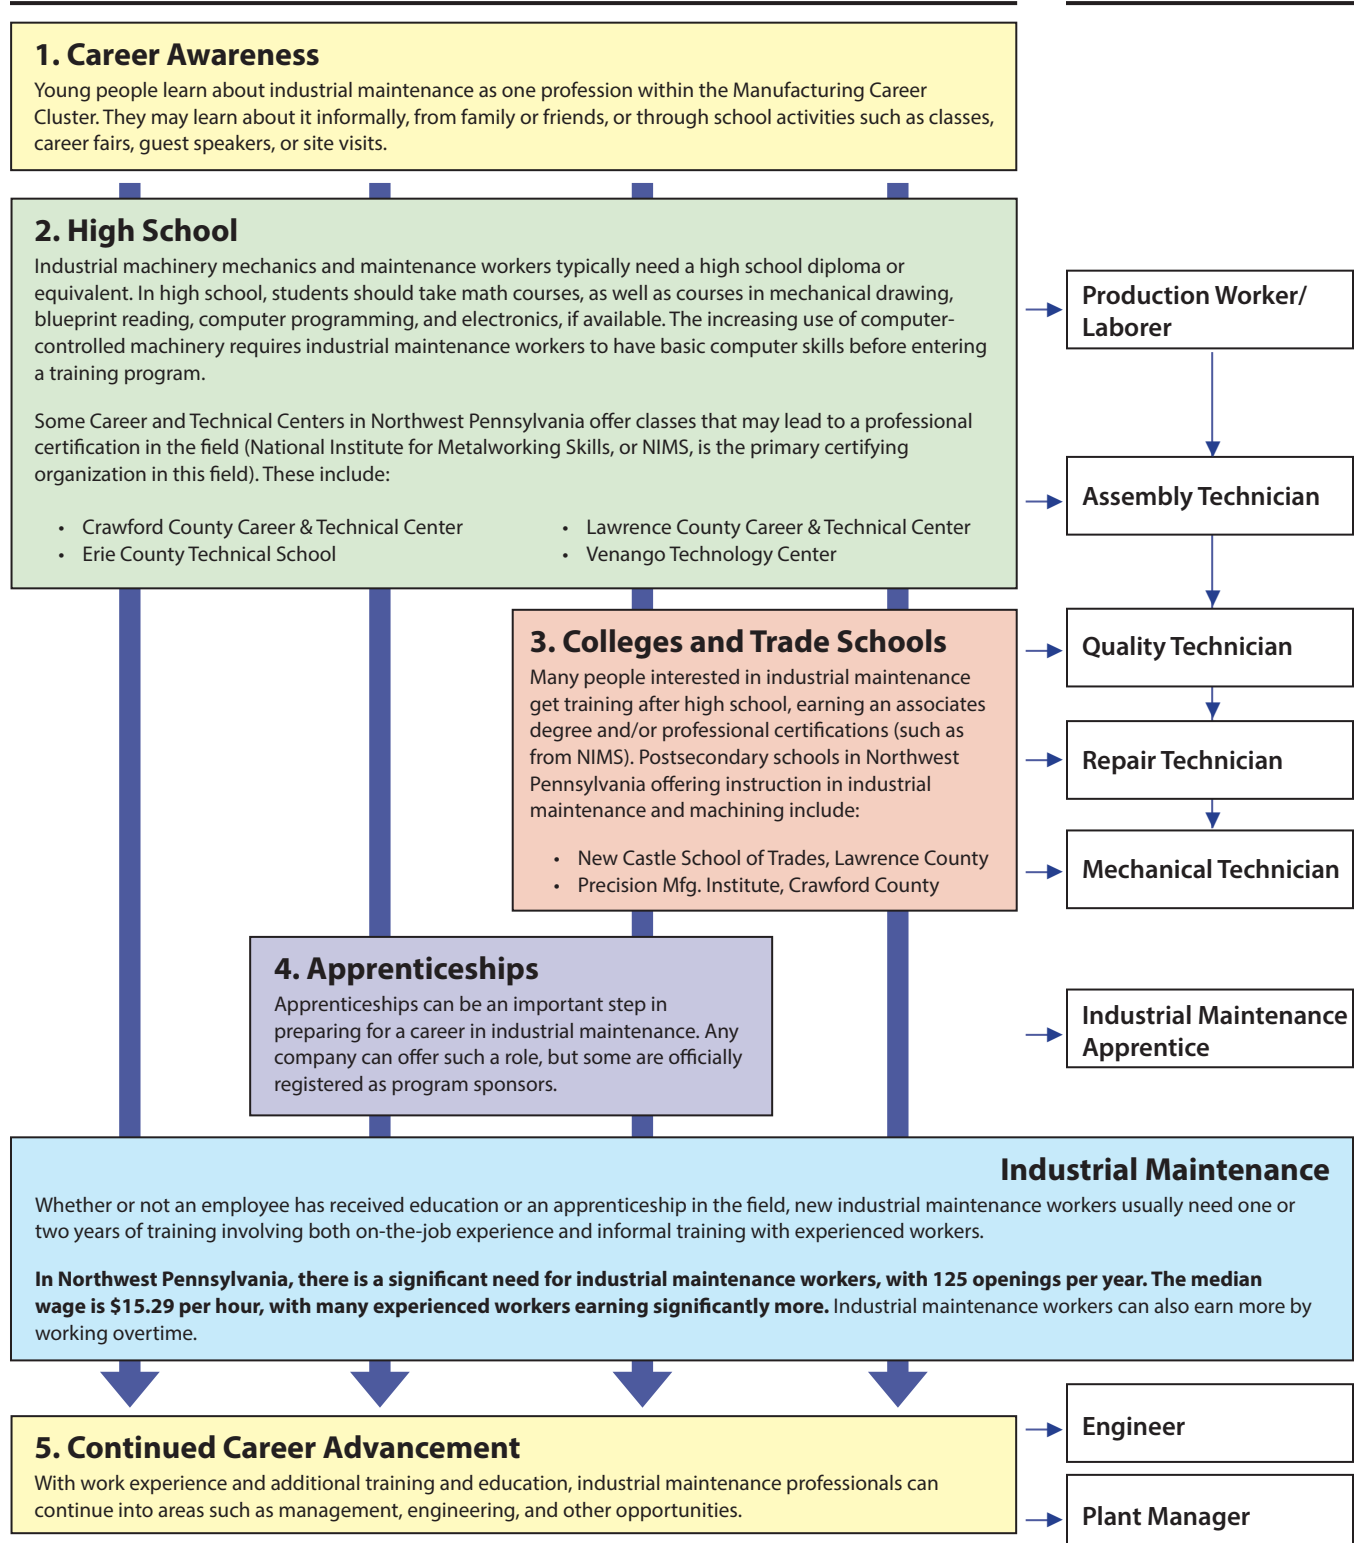 1. Career Awareness
Young people learn about industrial maintenance as one profession within the Manufacturing Career
Cluster. They may learn about it informally, from family or friends, or through school activities such as classes,
career fairs, guest speakers, or site visits.
2. High School
Industrial machinery mechanics and maintenance workers typically need a high school diploma or
equivalent. In high school, students should take math courses, as well as courses in mechanical drawing,
blueprint reading, computer programming, and electronics, if available. The increasing use of computer-
controlled machinery requires industrial maintenance workers to have basic computer skills before entering
a training program.
Some Career and Technical Centers in Northwest Pennsylvania offer classes that may lead to a professional
certification in the field (National Institute for Metalworking Skills, or NIMS, is the primary certifying
organization in this field). These include:
• Crawford County Career & Technical Center
• Erie County Technical School
• Lawrence County Career & Technical Center
• Venango Technology Center
Production Worker/
Laborer
Assembly Technician
3. Colleges and Trade Schools
Many people interested in industrial maintenance
get training after high school, earning an associates
degree and/or professional certifications (such as
from NIMS). Postsecondary schools in Northwest
Pennsylvania offering instruction in industrial
maintenance and machining include:
• New Castle School of Trades, Lawrence County
• Precision Mfg. Institute, Crawford County
Quality Technician
Repair Technician
Mechanical Technician
4. Apprenticeships
Apprenticeships can be an important step in
preparing for a career in industrial maintenance. Any
company can offer such a role, but some are officially
registered as program sponsors.
Industrial Maintenance
Apprentice
Industrial Maintenance
Whether or not an employee has received education or an apprenticeship in the field, new industrial maintenance workers usually need one or
two years of training involving both on-the-job experience and informal training with experienced workers.
In Northwest Pennsylvania, there is a significant need for industrial maintenance workers, with 125 openings per year. The median
wage is $15.29 per hour, with many experienced workers earning significantly more. Industrial maintenance workers can also earn more by
working overtime.
5. Continued Career Advancement
With work experience and additional training and education, industrial maintenance professionals can
continue into areas such as management, engineering, and other opportunities.
Engineer
Plant Manager